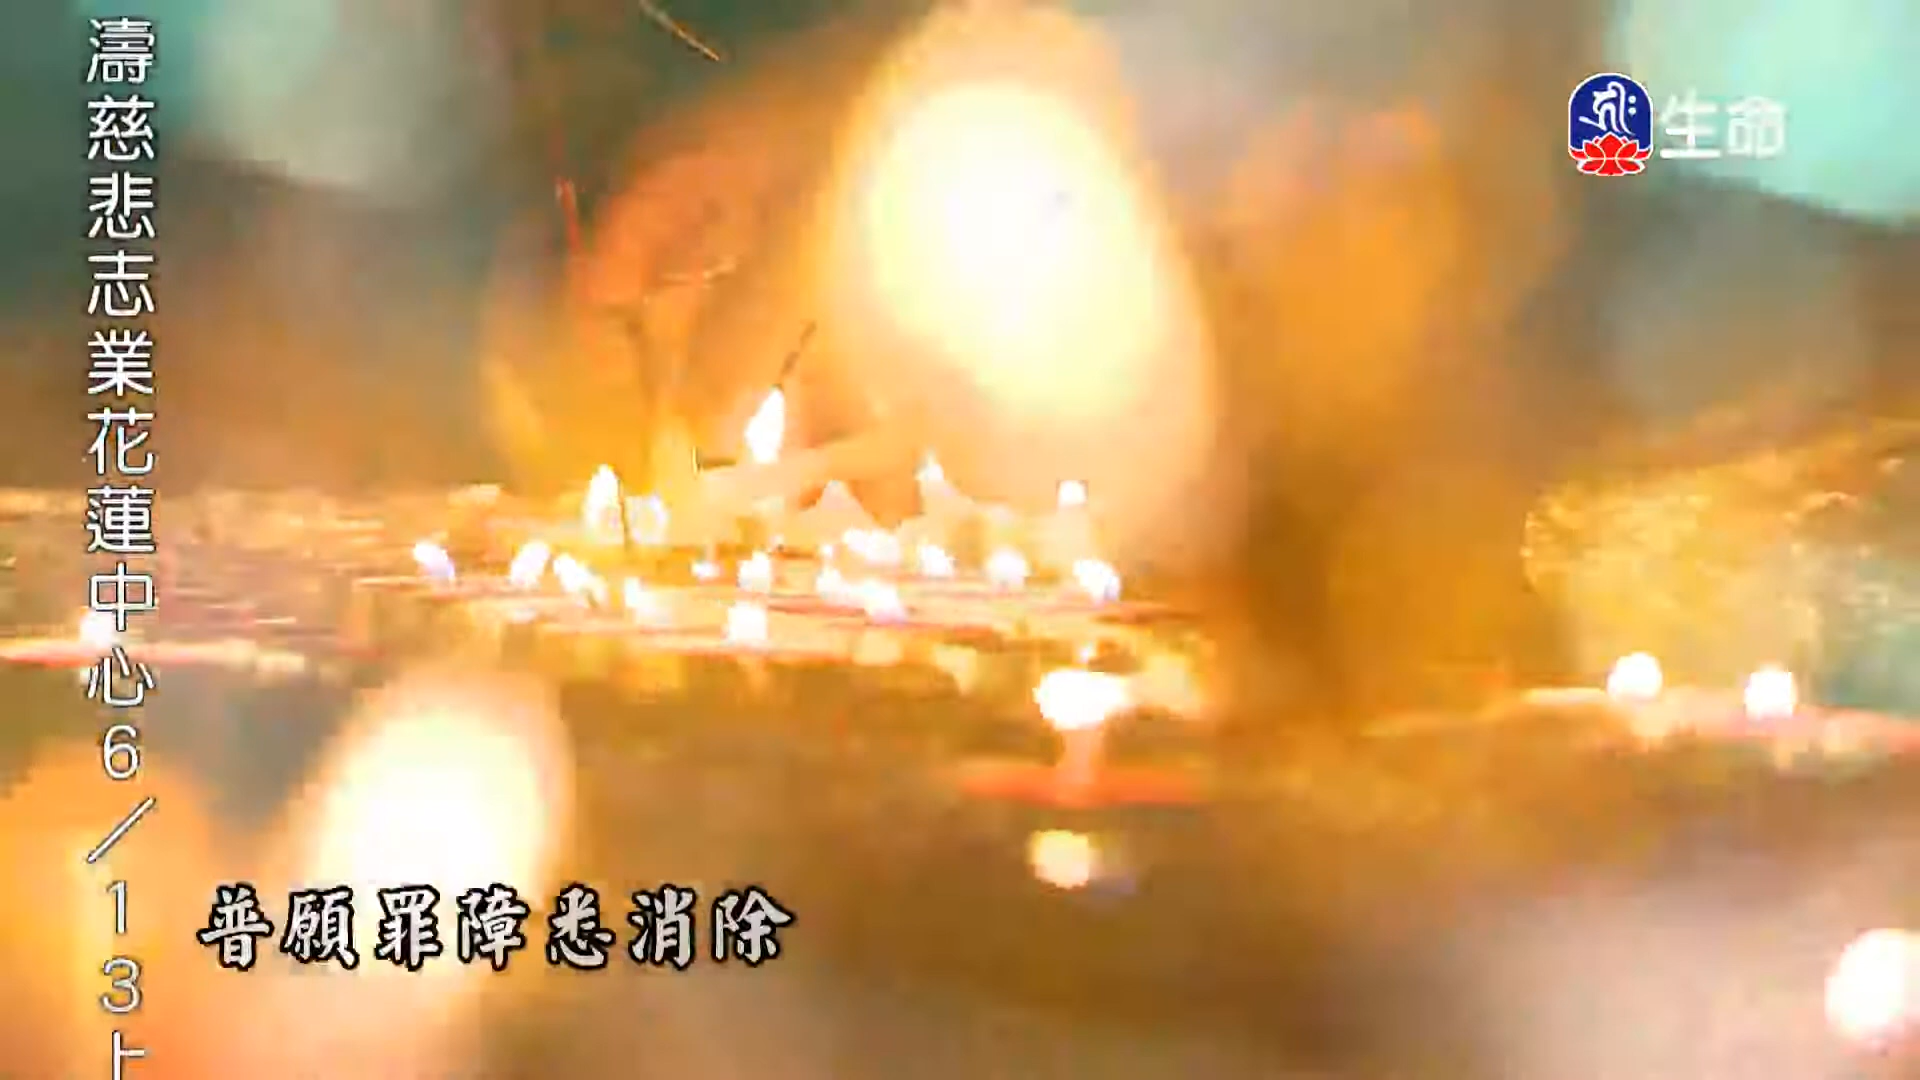 濤慈悲志業花蓮中心6／13上
生命
普願罪障悉消除